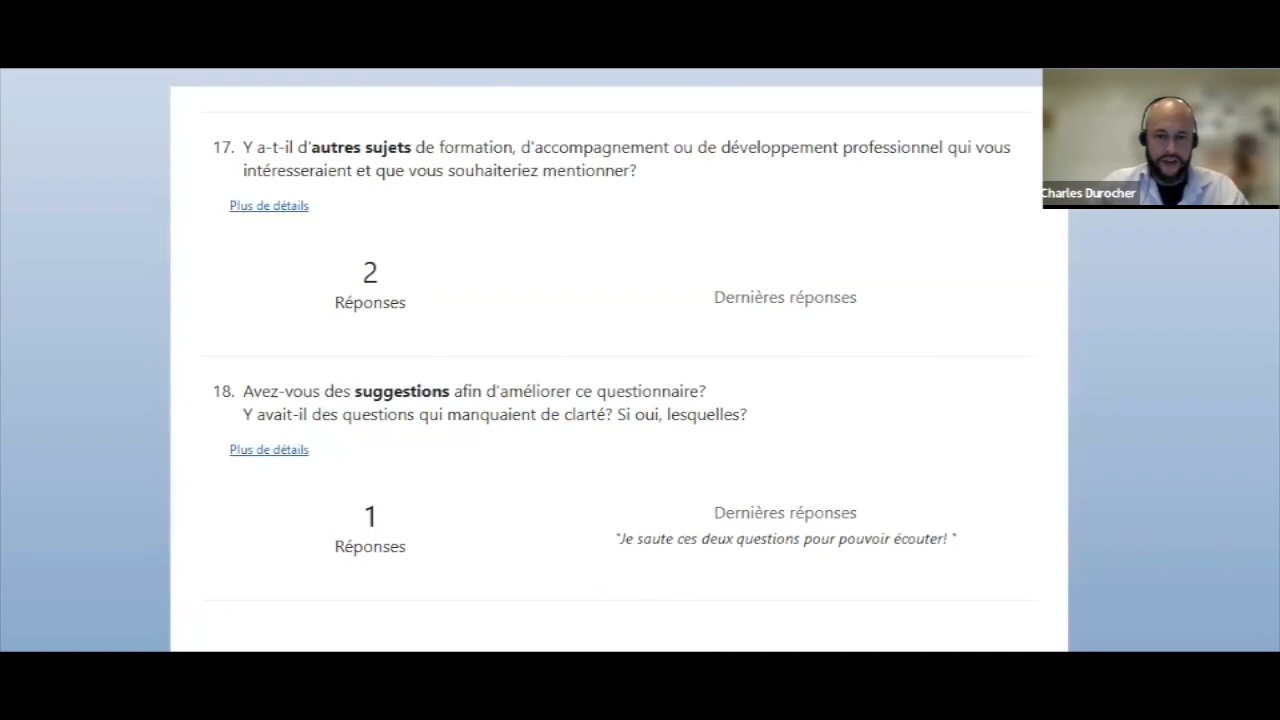 17. Y a-t-il d'autres sujets de formation, d'accompagnement ou de développement professionnel qui vous
intéresseraient et que vous souhaiteriez mentionner?
Plus de détails
2
Réponses
Dernières réponses
18. Avez-vous des suggestions afin d'améliorer ce questionnaire?
Y avait-il des questions qui manquaient de clarté? Si oui, lesquelles?
Plus de détails
1
Réponses
Dernières réponses
"Je saute ces deux questions pour pouvoir écouter! "
Charles Durocher